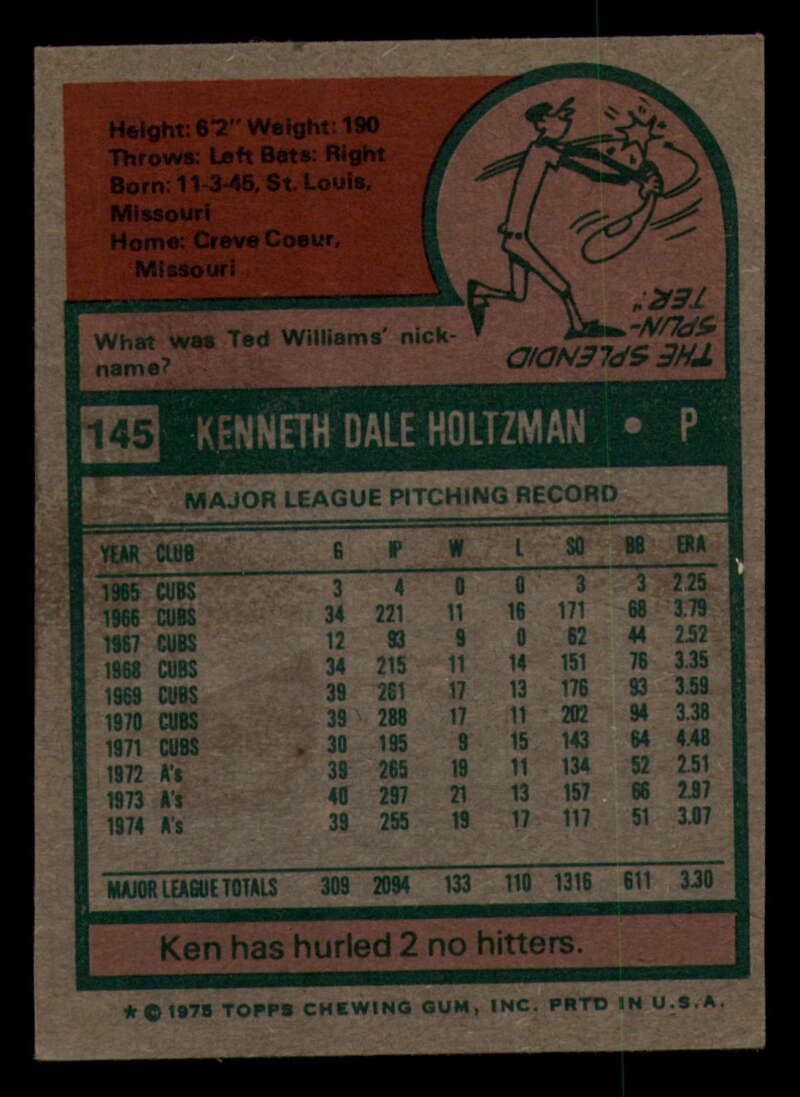 Height: 6'2" Weight: 190
Throws: Left Bats: Right
Born: 11-3-45, St. Louis,
Missouri
Home: Creve Coeur,
Missouri
What was Ted Williams' nick-
name?
THE SPLENDID
SPLIN-
TER."
145 KENNETH DALE HOLTZMAN • P
MAJOR LEAGUE PITCHING RECORD
YEAR CLUB G IP W L SO BB ERA
1965 CUBS 3 4 0 0 3 3 2.25
1966 CUBS 34 221 11 16 171 68 3.79
1967 CUBS 12 93 9 0 62 44 2.52
1968 CUBS 34 215 11 14 151 76 3.35
1969 CUBS 39 261 17 13 176 93 3.59
1970 CUBS 39 288 17 11 202 94 3.38
1971 CUBS 30 195 9 15 143 64 4.48
1972 A's 39 265 19 11 134 52 2.51
1973 A's 40 297 21 13 157 66 2.97
1974 A's 39 255 19 17 117 51 3.07
MAJOR LEAGUE TOTALS 309 2094 133 110 1316 611 3.30
Ken has hurled 2 no hitters.
* © 1975 TOPPS CHEWING GUM, INC. PRTD IN U.S.A.